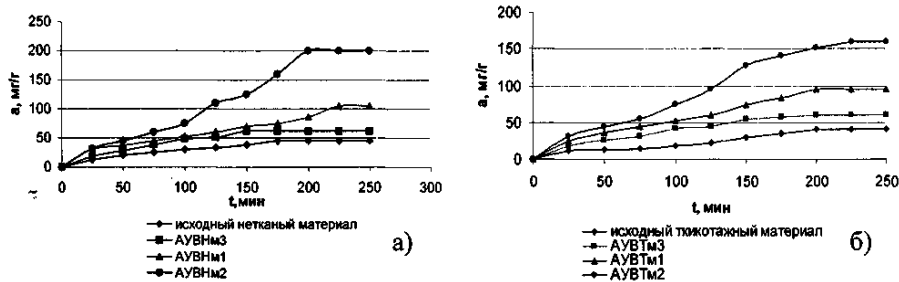 250
200
150
100
50
0
a, мг/г
0 50 100 150 200 250 300
t, мин
исходный нетканый материал
АУВНм3
АУВНм1
АУВНм2
а)
200
150
100
50
0
a, мг/г
0 50 100 150 200 250
t, мин
исходный ткикотажный материал
АУВТм3
АУВТм1
АУВТм2
б)